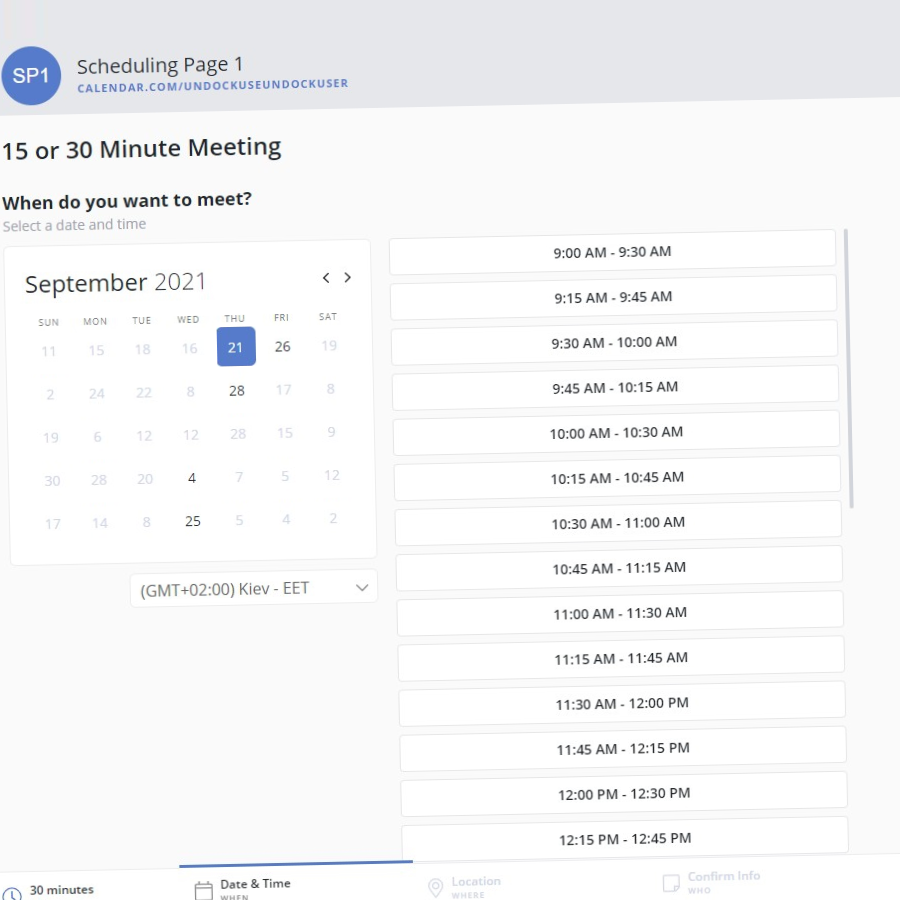 SP1
Scheduling Page 1
CALENDAR.COM/UNDOCKUSEUNDOCKUSER
15 or 30 Minute Meeting
When do you want to meet?
Select a date and time
September 2021
SUN MON TUE WED THU FRI SAT
11 15 18 16 21 26 19
2 24 22 8 28 17 8
19 6 12 12 28 15 9
30 28 20 4 7 5 12
17 14 8 25 5 4 2
(GMT+02:00) Kiev - EET
9:00 AM - 9:30 AM
9:15 AM - 9:45 AM
9:30 AM - 10:00 AM
9:45 AM - 10:15 AM
10:00 AM - 10:30 AM
10:15 AM - 10:45 AM
10:30 AM - 11:00 AM
10:45 AM - 11:15 AM
11:00 AM - 11:30 AM
11:15 AM - 11:45 AM
11:30 AM - 12:00 PM
11:45 AM - 12:15 PM
12:00 PM - 12:30 PM
12:15 PM - 12:45 PM
30 minutes
Date & Time
WHEN
Location
WHERE
Confirm Info
WHO